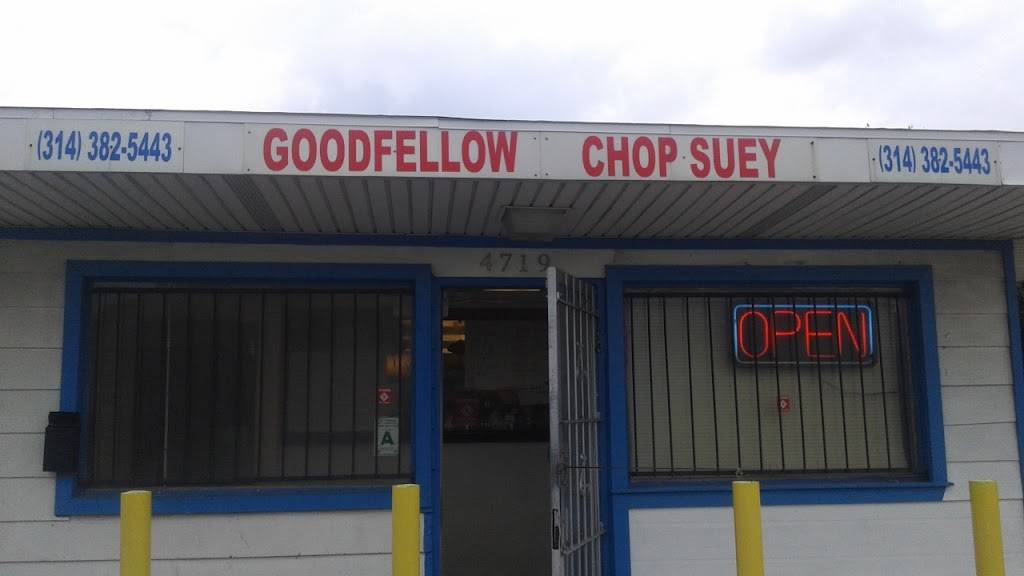 (314) 382-5443 GOODFELLOW CHOP SUEY (314) 382-5443
4719
OPEN
A